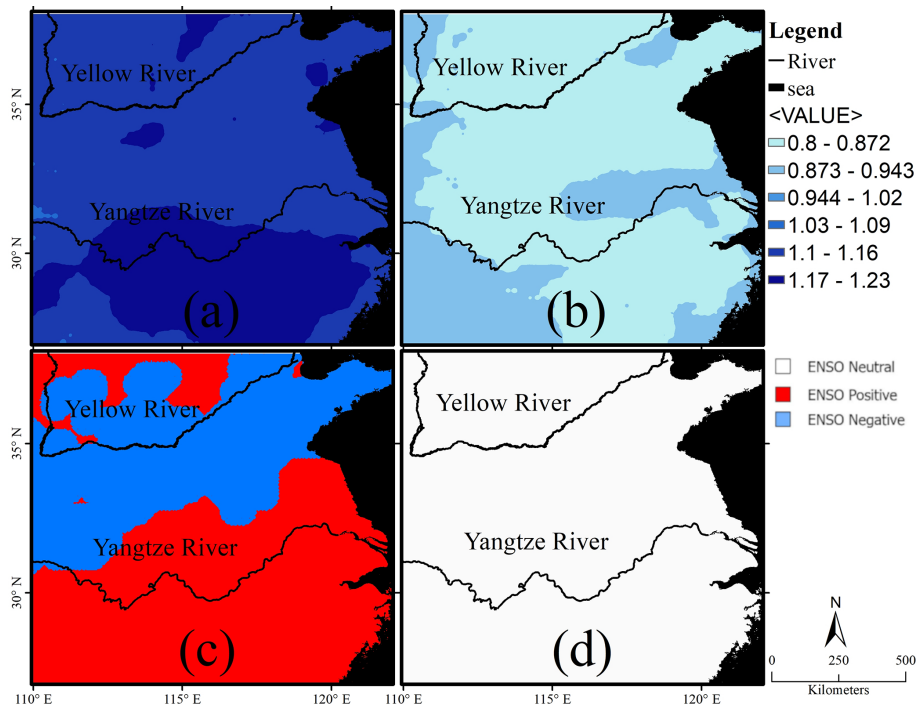 Yellow River
Yangtze River
(a)
35° N
30° N
Yellow River
Yangtze River
(b)
Legend
River
sea
<VALUE>
0.8 - 0.872
0.873 - 0.943
0.944 - 1.02
1.03 - 1.09
1.1 - 1.16
1.17 - 1.23
Yellow River
Yangtze River
(c)
35° N
30° N
110° E
115° E
120° E
Yellow River
Yangtze River
(d)
110° E
115° E
120° E
ENSO Neutral
ENSO Positive
ENSO Negative
N
0 250 500
Kilometers